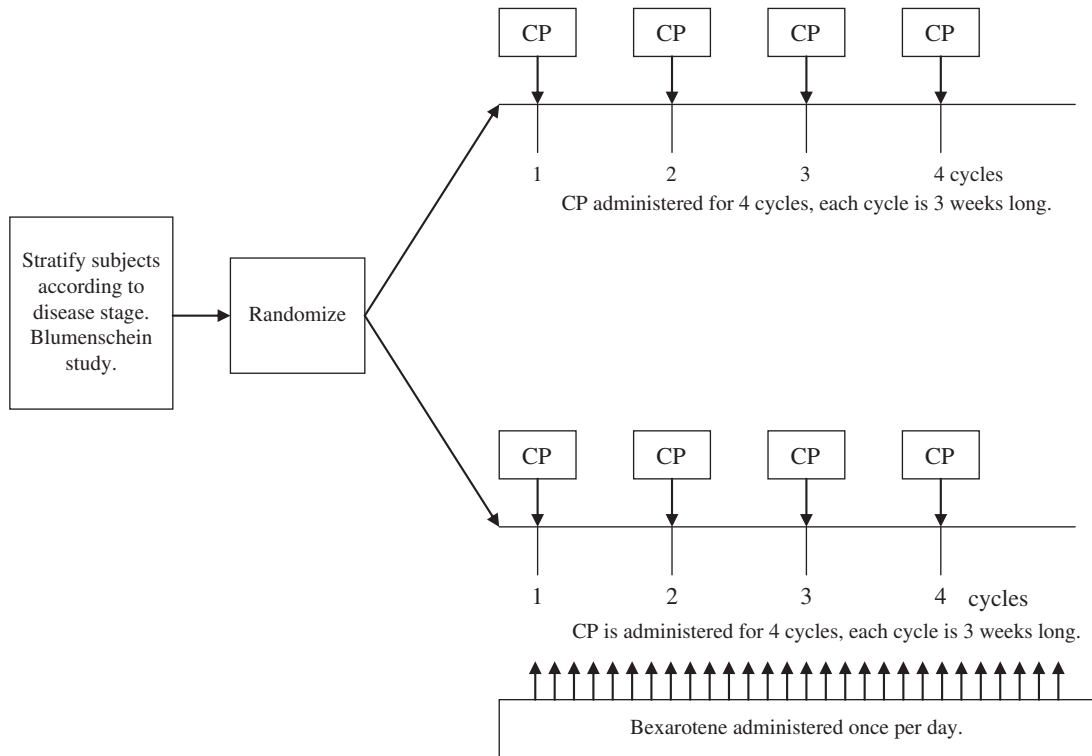 CP CP CP CP
1 2 3 4 cycles
CP administered for 4 cycles, each cycle is 3 weeks long.
Stratify subjects
according to
disease stage.
Blumenschein
study.
Randomize
CP CP CP CP
1 2 3 4 cycles
CP is administered for 4 cycles, each cycle is 3 weeks long.
Bexarotene administered once per day.